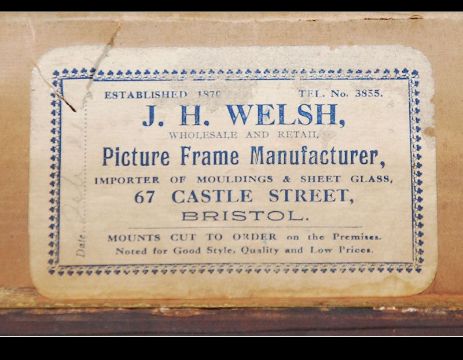 ESTABLISHED 1870 TEL. No. 3855.
J. H. WELSH,
WHOLESALE AND RETAIL
Picture Frame Manufacturer,
IMPORTER OF MOULDINGS & SHEET GLASS,
67 CASTLE STREET,
BRISTOL.
MOUNTS CUT TO ORDER on the Premises.
Noted for Good Style, Quality and Low Prices.
Date